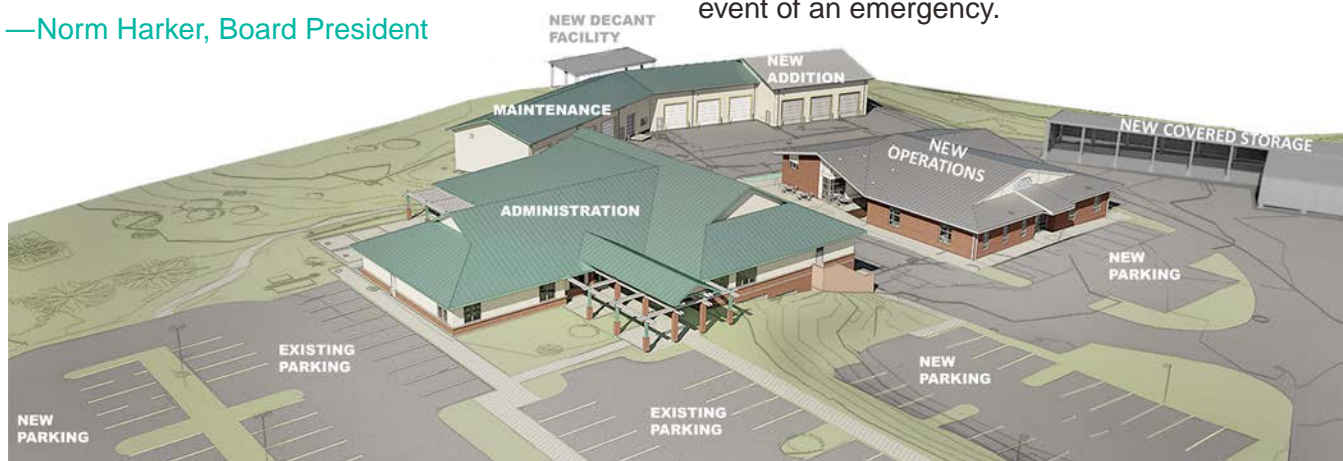 —Norm Harker, Board President
event of an emergency.
NEW DECANT
FACILITY
NEW
ADDITION
MAINTENANCE
NEW COVERED STORAGE
NEW
OPERATIONS
ADMINISTRATION
NEW
PARKING
EXISTING
PARKING
NEW
PARKING
NEW
PARKING
EXISTING
PARKING